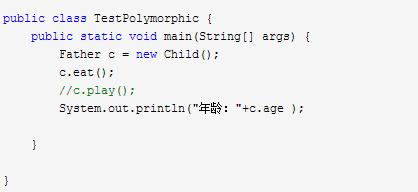 public class TestPolymorphic {
    public static void main(String[] args) {
        Father c = new Child();
        c.eat();
        //c.play();
        System.out.println("年龄："+c.age );
    }
}